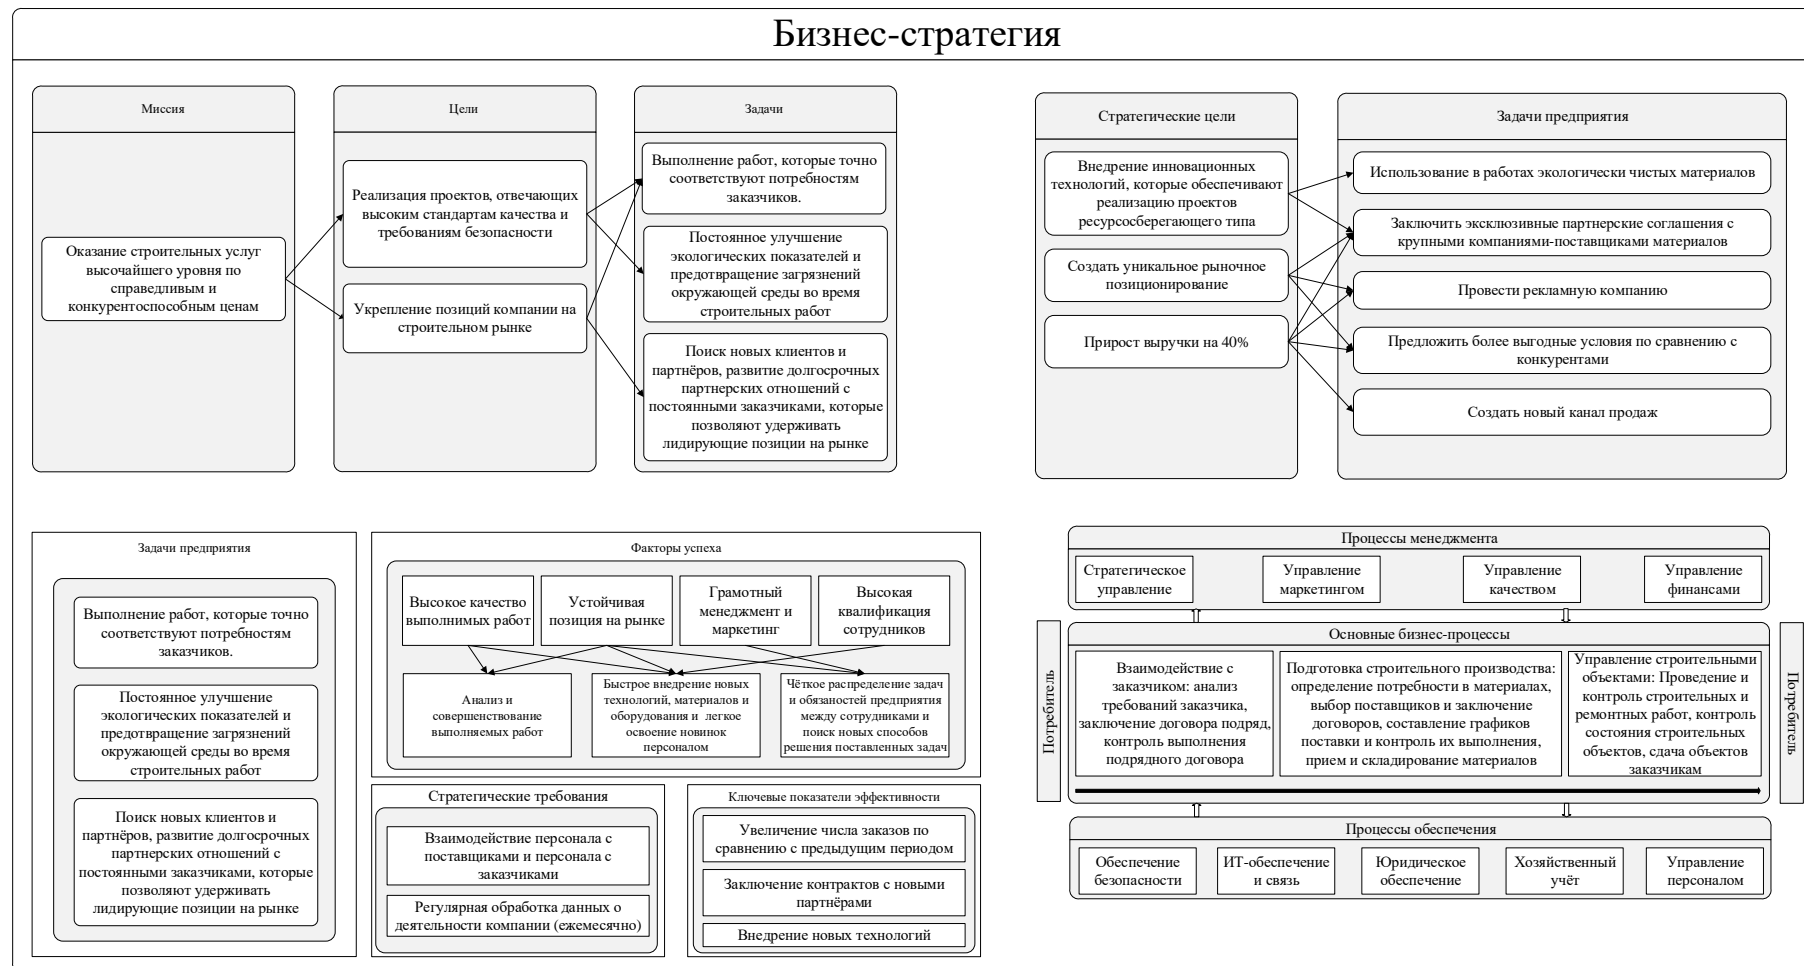 Бизнес-стратегия
Миссия
Оказание строительных услуг
высочайшего уровня по
справедливым и
конкурентоспособным ценам
Цели
Реализация проектов, отвечающих
высоким стандартам качества и
требованиям безопасности
Укрепление позиций компании на
строительном рынке
Задачи
Выполнение работ, которые точно
соответствуют потребностям
заказчиков.
Постоянное улучшение
экологических показателей и
предотвращение загрязнений
окружающей среды во время
строительных работ
Поиск новых клиентов и
партнёров, развитие долгосрочных
партнерских отношений с
постоянными заказчиками, которые
позволяют удерживать
лидирующие позиции на рынке
Стратегические цели
Внедрение инновационных
технологий, которые обеспечивают
реализацию проектов
ресурсосберегающего типа
Создать уникальное рыночное
позиционирование
Прирост выручки на 40%
Задачи предприятия
Использование в работах экологически чистых материалов
Заключить эксклюзивные партнерские соглашения с
крупными компаниями-поставщиками материалов
Провести рекламную компанию
Предложить более выгодные условия по сравнению с
конкурентами
Создать новый канал продаж
Задачи предприятия
Выполнение работ, которые точно
соответствуют потребностям
заказчиков.
Постоянное улучшение
экологических показателей и
предотвращение загрязнений
окружающей среды во время
строительных работ
Поиск новых клиентов и
партнёров, развитие долгосрочных
партнерских отношений с
постоянными заказчиками, которые
позволяют удерживать
лидирующие позиции на рынке
Факторы успеха
Высокое качество
выполнимых работ
Устойчивая
позиция на рынке
Грамотный
менеджмент и
маркетинг
Высокая
квалификация
сотрудников
Анализ и
совершенствование
выполняемых работ
Быстрое внедрение новых
технологий, материалов и
оборудования и легкое
освоение новинок
персоналом
Чёткое распределение задач
и обязаностей предприятия
между сотрудниками и
поиск новых способов
решения поставленных задач
Стратегические требования
Взаимодействие персонала с
поставщиками и персонала с
заказчиками
Регулярная обработка данных о
деятельности компании (ежемесячно)
Ключевые показатели эффективности
Увеличение числа заказов по
сравнению с предыдущим периодом
Заключение контрактов с новыми
партнёрами
Внедрение новых технологий
Процессы менеджмента
Стратегическое
управление
Управление
маркетингом
Управление
качеством
Управление
финансами
Потребитель
Основные бизнес-процессы
Взаимодействие с
заказчиком: анализ
требований заказчика,
заключение договора подряд,
контроль выполнения
подрядного договора
Подготовка строительного производства:
определение потребности в материалах,
выбор поставщиков и заключение
договоров, составление графиков
поставки и контроль их выполнения,
прием и складирование материалов
Управление строительными
объектами: Проведение и
контроль строительных и
ремонтных работ, контроль
состояния строительных
объектов, сдача объектов
заказчикам
Потребитель
Процессы обеспечения
Обеспечение
безопасности
ИТ-обеспечение
и связь
Юридическое
обеспечение
Хозяйственный
учёт
Управление
персоналом